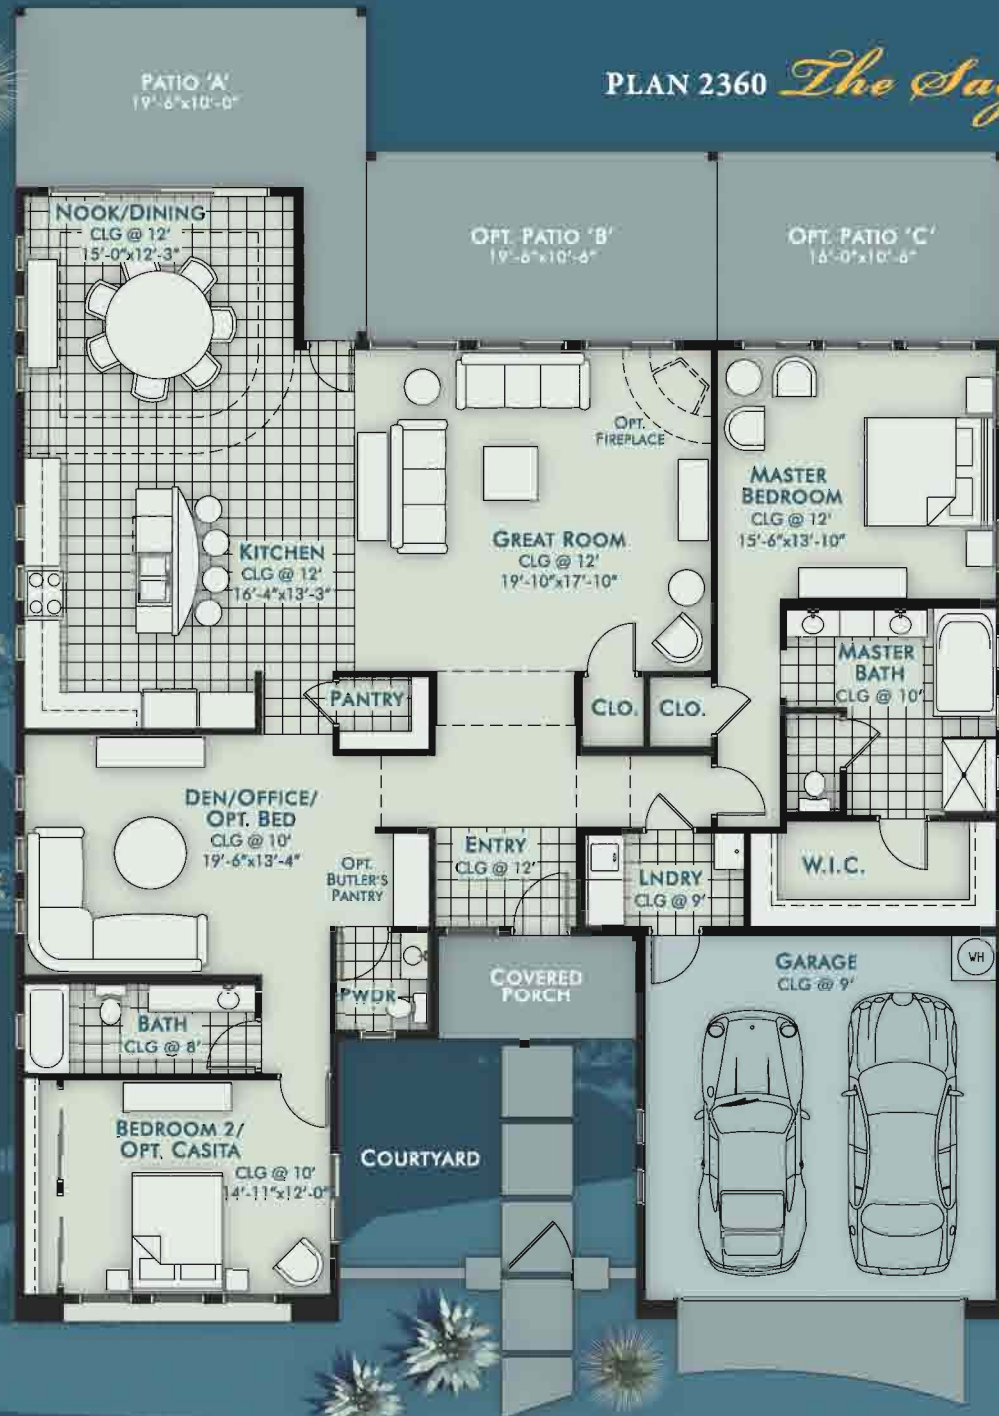 PLAN 2360 The
PATIO 'A'
19'-6"x10'-0"
OPT. PATIO 'B'
19'-6"x10'-6"
OPT. PATIO 'C'
16'-0"x10'-6"
NOOK/DINING
CLG @ 12'
15'-0"x12'-3"
OPT.
FIREPLACE
MASTER
BEDROOM
CLG @ 12'
15'-6"x13'-10"
KITCHEN
CLG @ 12'
16'-4"x13'-3"
GREAT ROOM
CLG @ 12'
19'-10"x17'-10"
MASTER
BATH
CLG @ 10'
PANTRY
CLO.
CLO.
DEN/OFFICE/
OPT. BED
CLG @ 10'
19'-6"x13'-4"
OPT.
BUTLER'S
PANTRY
ENTRY
CLG @ 12'
LNDRY
CLG @ 9'
W.I.C.
COVERED
PORCH
GARAGE
CLG @ 9'
WH
PWDR
BATH
CLG @ 8'
BEDROOM 2/
OPT. CASITA
CLG @ 10'
14'-11"x12'-0"
COURTYARD